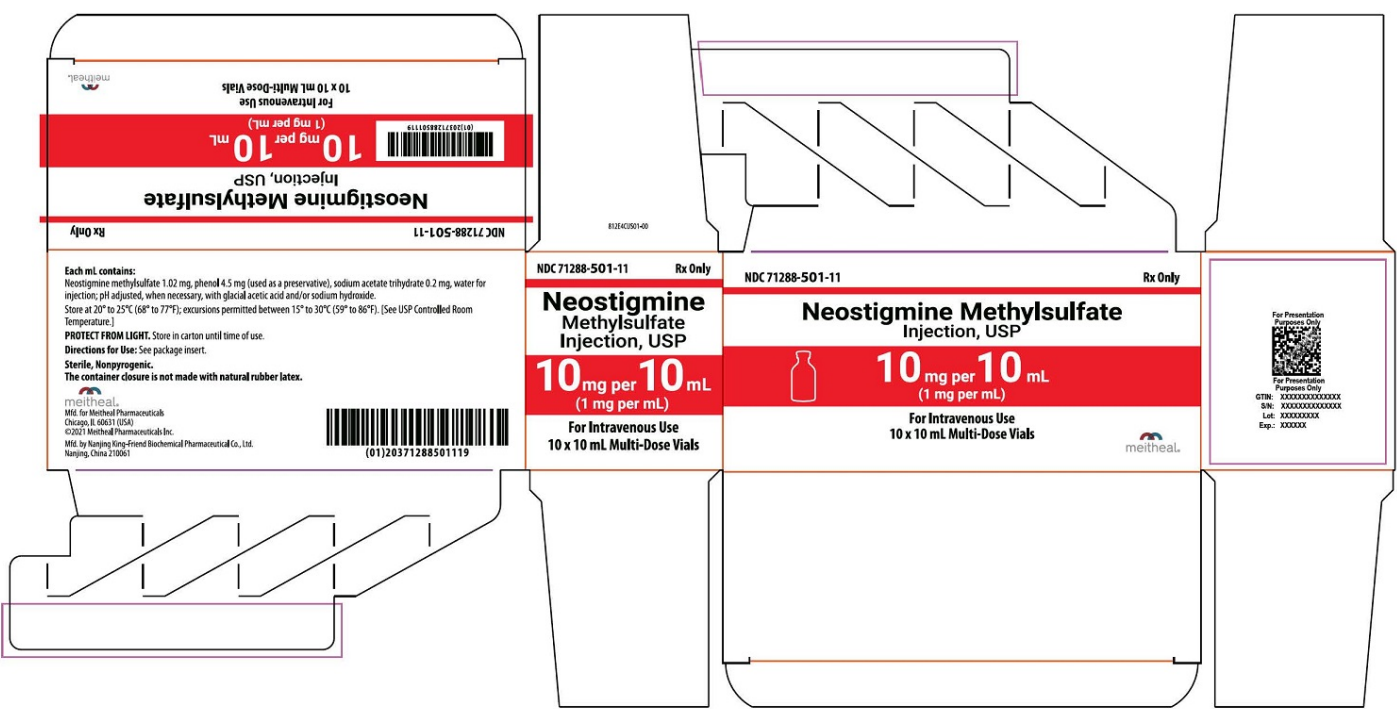 NDC 71288-501-11 Rx Only
Neostigmine Methylsulfate
Injection, USP
10 mg per 10 mL
(1 mg per mL)
(01)20371288501119
For Intravenous Use
10 x 10 mL Multi-Dose Vials
meitheal®
Each mL contains:
Neostigmine methylsulfate 1.02 mg, phenol 4.5 mg (used as a preservative), sodium acetate trihydrate 0.2 mg, water for
injection; pH adjusted, when necessary, with glacial acetic acid and/or sodium hydroxide.
Store at 20° to 25°C (68° to 77°F); excursions permitted between 15° to 30°C (59° to 86°F). [See USP Controlled Room
Temperature.]
PROTECT FROM LIGHT. Store in carton until time of use.
Directions for Use: See package insert.
Sterile, Nonpyrogenic.
The container closure is not made with natural rubber latex.
meitheal®
Mfd. for Meitheal Pharmaceuticals
Chicago, IL 60631 (USA)
©2021 Meitheal Pharmaceuticals Inc.
Mfd. by Nanjing King-Friend Biochemical Pharmaceutical Co., Ltd.
Nanjing, China 210061
(01)20371288501119
812E4CUS01-00
NDC 71288-501-11 Rx Only
Neostigmine
Methylsulfate
Injection, USP
10 mg per 10 mL
(1 mg per mL)
For Intravenous Use
10 x 10 mL Multi-Dose Vials
NDC 71288-501-11 Rx Only
Neostigmine Methylsulfate
Injection, USP
10 mg per 10 mL
(1 mg per mL)
For Intravenous Use
10 x 10 mL Multi-Dose Vials
meitheal®
For Presentation
Purposes Only
For Presentation
Purposes Only
GTIN: XXXXXXXXXXXXXX
S/N: XXXXXXXXXXXXXX
Lot: XXXXXXXXX
Exp.: XXXXXX